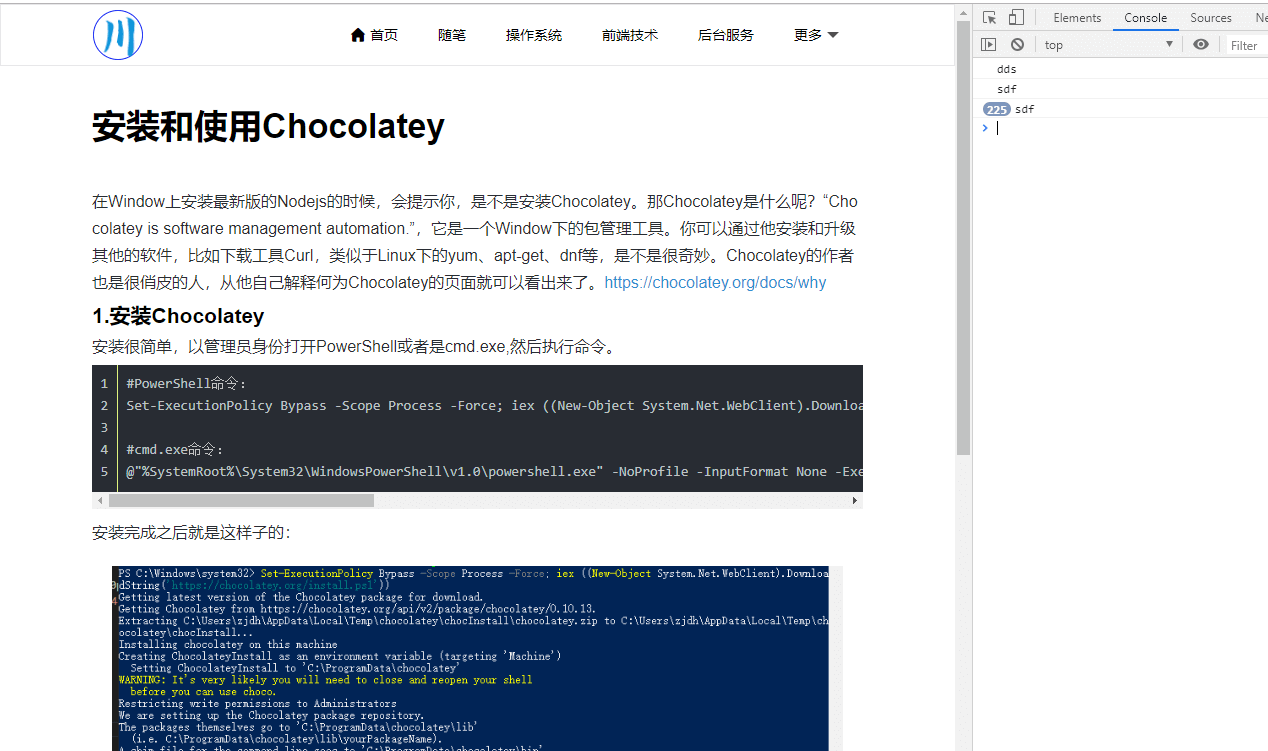 川
首页 随笔 操作系统 前端技术 后台服务 更多
安装和使用Chocolatey
在Window上安装最新版的Nodejs的时候，会提示你，是不是安装Chocolatey。那Chocolatey是什么呢？“Cho
colatey is software management automation.”，它是一个Window下的包管理工具。你可以通过他安装和升级
其他的软件，比如下载工具Curl，类似于Linux下的yum、apt-get、dnf等，是不是很奇妙。Chocolatey的作者
也是很俏皮的人，从他自己解释何为Chocolatey的页面就可以看出来了。https://chocolatey.org/docs/why
1.安装Chocolatey
安装很简单，以管理员身份打开PowerShell或者是cmd.exe,然后执行命令。
1 #PowerShell命令：
2 Set-ExecutionPolicy Bypass -Scope Process -Force; iex ((New-Object System.Net.WebClient).Downloa
3
4 #cmd.exe命令：
5 @"%SystemRoot%\System32\WindowsPowerShell\v1.0\powershell.exe" -NoProfile -InputFormat None -Exe
安装完成之后就是这样子的：
PS C:\Windows\system32> Set-ExecutionPolicy Bypass -Scope Process -Force; iex ((New-Object System.Net.WebClient).Downloa
dString('https://chocolatey.org/install.ps1'))
Getting latest version of the Chocolatey package for download.
Getting Chocolatey from https://chocolatey.org/api/v2/package/chocolatey/0.10.13.
Extracting C:\Users\zjdh\AppData\Local\Temp\chocolatey\chocInstall\chocolatey.zip to C:\Users\zjdh\AppData\Local\Temp\ch
ocolatey\chocInstall...
Installing chocolatey on this machine
Creating ChocolateyInstall as an environment variable (targeting 'Machine')
Setting ChocolateyInstall to 'C:\ProgramData\chocolatey'
WARNING: It's very likely you will need to close and reopen your shell
before you can use choco.
Restricting write permissions to Administrators
We are setting up the Chocolatey package repository.
The packages themselves go to 'C:\ProgramData\chocolatey\lib'
(i.e. C:\ProgramData\chocolatey\lib\yourPackageName).
A shim file for the command line goes to 'C:\ProgramData\chocolatey\bin'
Elements Console Sources Ne
top Filter
dds
sdf
225 sdf